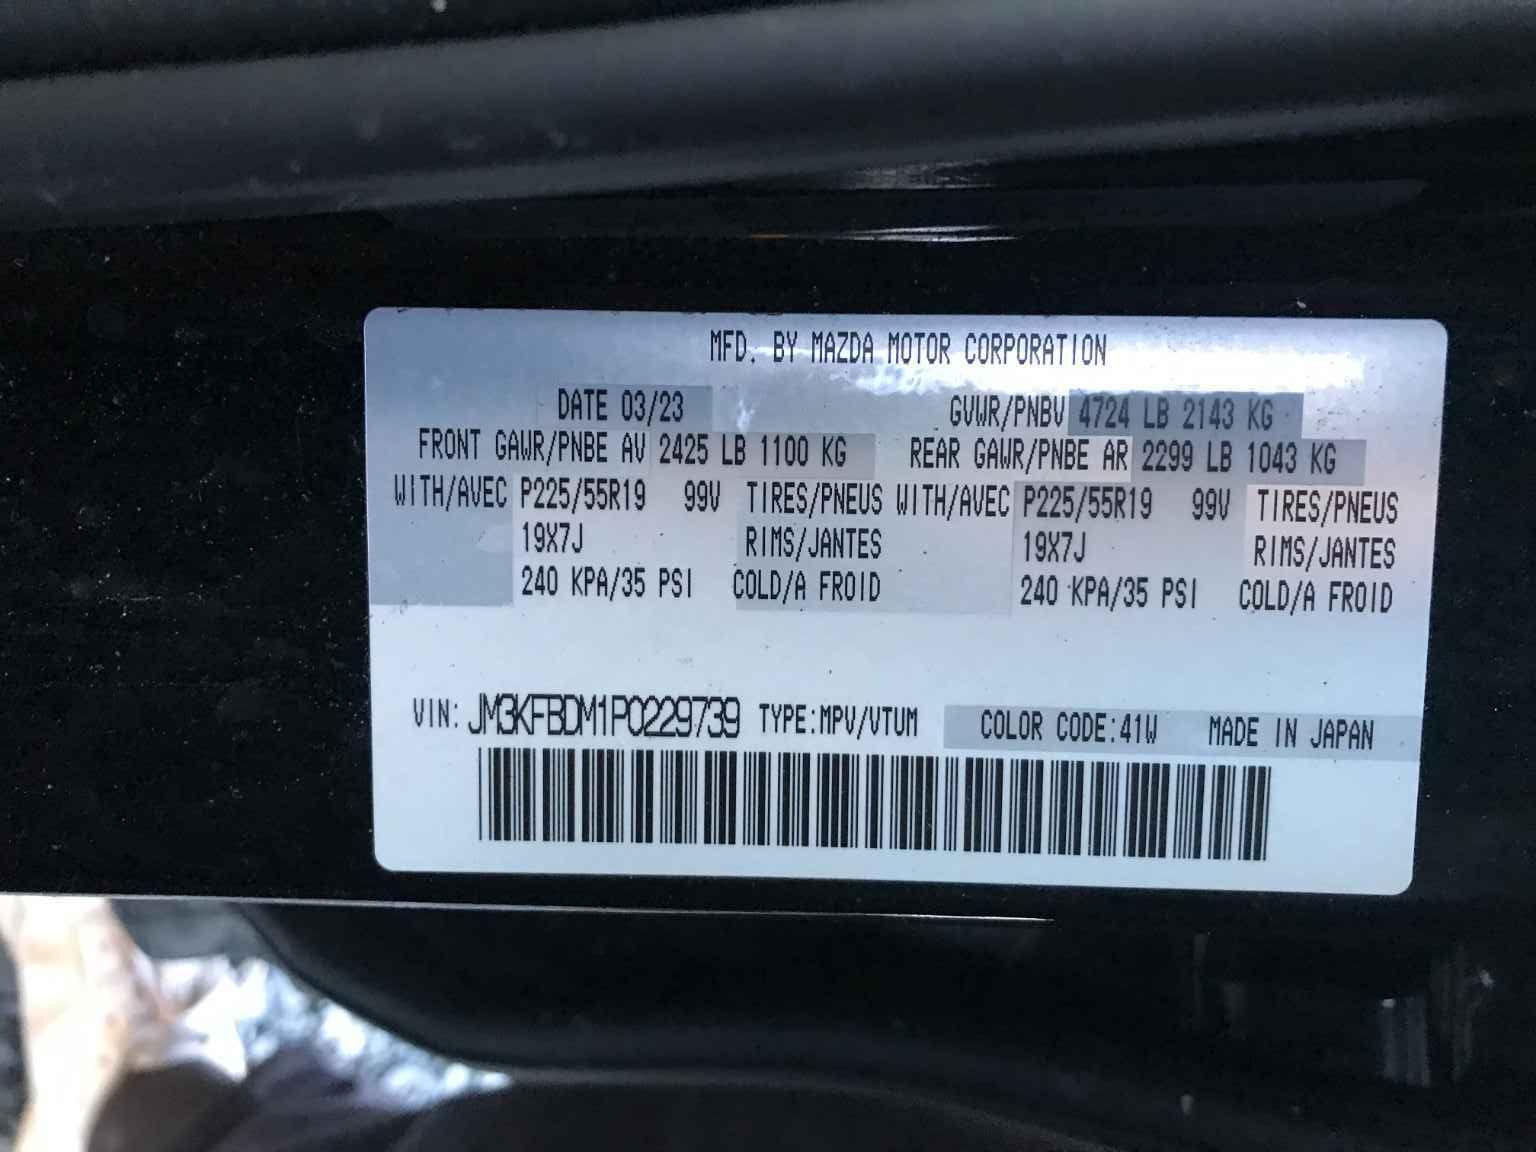 MFD. BY MAZDA MOTOR CORPORATION
DATE 03/23 GVWR/PNBV 4724 LB 2143 KG
FRONT GAWR/PNBE AV 2425 LB 1100 KG REAR GAWR/PNBE AR 2299 LB 1043 KG
WITH/AVEC P225/55R19 99V TIRES/PNEUS WITH/AVEC P225/55R19 99V TIRES/PNEUS
19X7J RIMS/JANTES 19X7J RIMS/JANTES
240 KPA/35 PSI COLD/A FROID 240 KPA/35 PSI COLD/A FROID
VIN: JM3KFBDM1P0229739 TYPE:MPV/VTUM COLOR CODE:41W MADE IN JAPAN